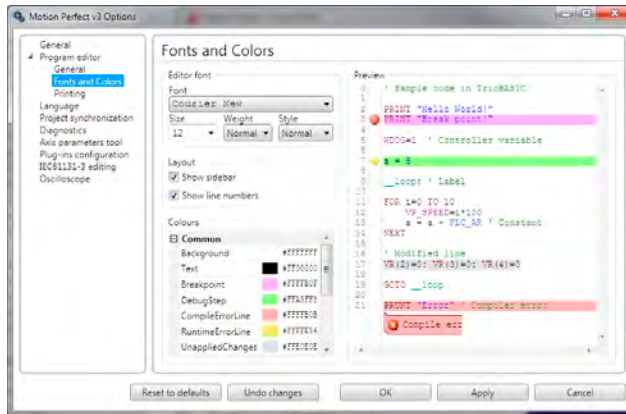 Motion Perfect v3 Options
General
Program editor
General
Fonts and Colors
Printing
Language
Project synchronization
Diagnostics
Axis parameters tool
Plug-ins configuration
IEC61131-3 editing
Oscilloscope
Fonts and Colors
Editor font
Font
Courier New
Size Weight Style
12 Normal Normal
Layout
Show sidebar
Show line numbers
Colours
Common
Background
Text
Breakpoint
DebugStep
CompileErrorLine
RuntimeErrorLine
UnappliedChanges
Preview
' Sample code in TrioBASIC
PRINT "Hello World!"
PRINT "Break point!"
WDOG=1 ' Controller variable
a = 5
__loop: ' Label
FOR i=0 TO 10
VP_SPEED=i*100
a = a - FLC_AR ' Constant
NEXT
' Modified line
VR(2)=0: VR(3)=0: VR(4)=0
GOTO __loop
PRUNT "Error" ' Compiler error
Compile err
Reset to defaults
Undo changes
OK
Apply
Cancel